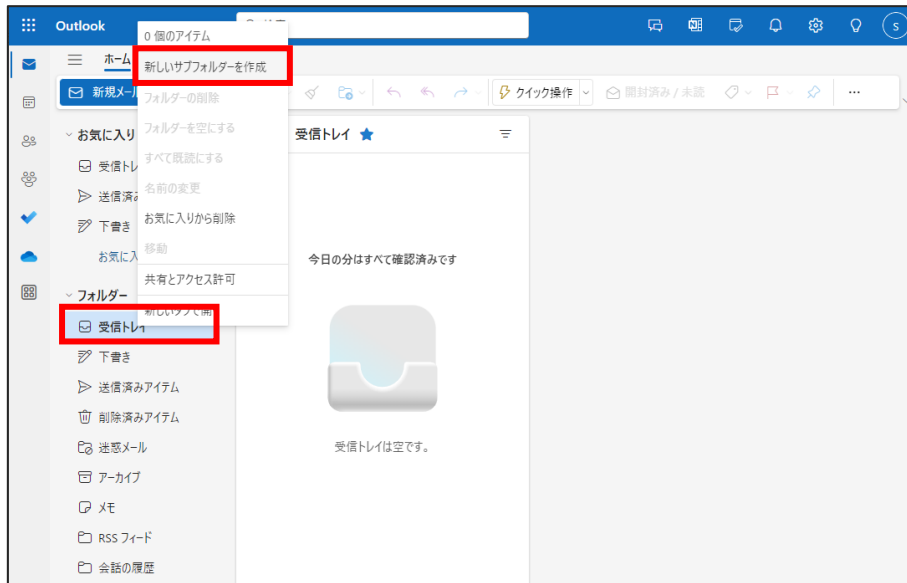 Outlook
0 個のアイテム
新しいサブフォルダーを作成
フォルダーの削除
フォルダーを空にする
すべて既読にする
名前の変更
お気に入りから削除
移動
共有とアクセス許可
ホーム
新規メール
クイック操作
開封済み / 未読
お気に入り
受信トレ
送信済み
下書き
お気に入
フォルダー
受信トレイ
下書き
送信済みアイテム
削除済みアイテム
迷惑メール
アーカイブ
メモ
RSS フィード
会話の履歴
受信トレイ
今日の分はすべて確認済みです
受信トレイは空です。
S